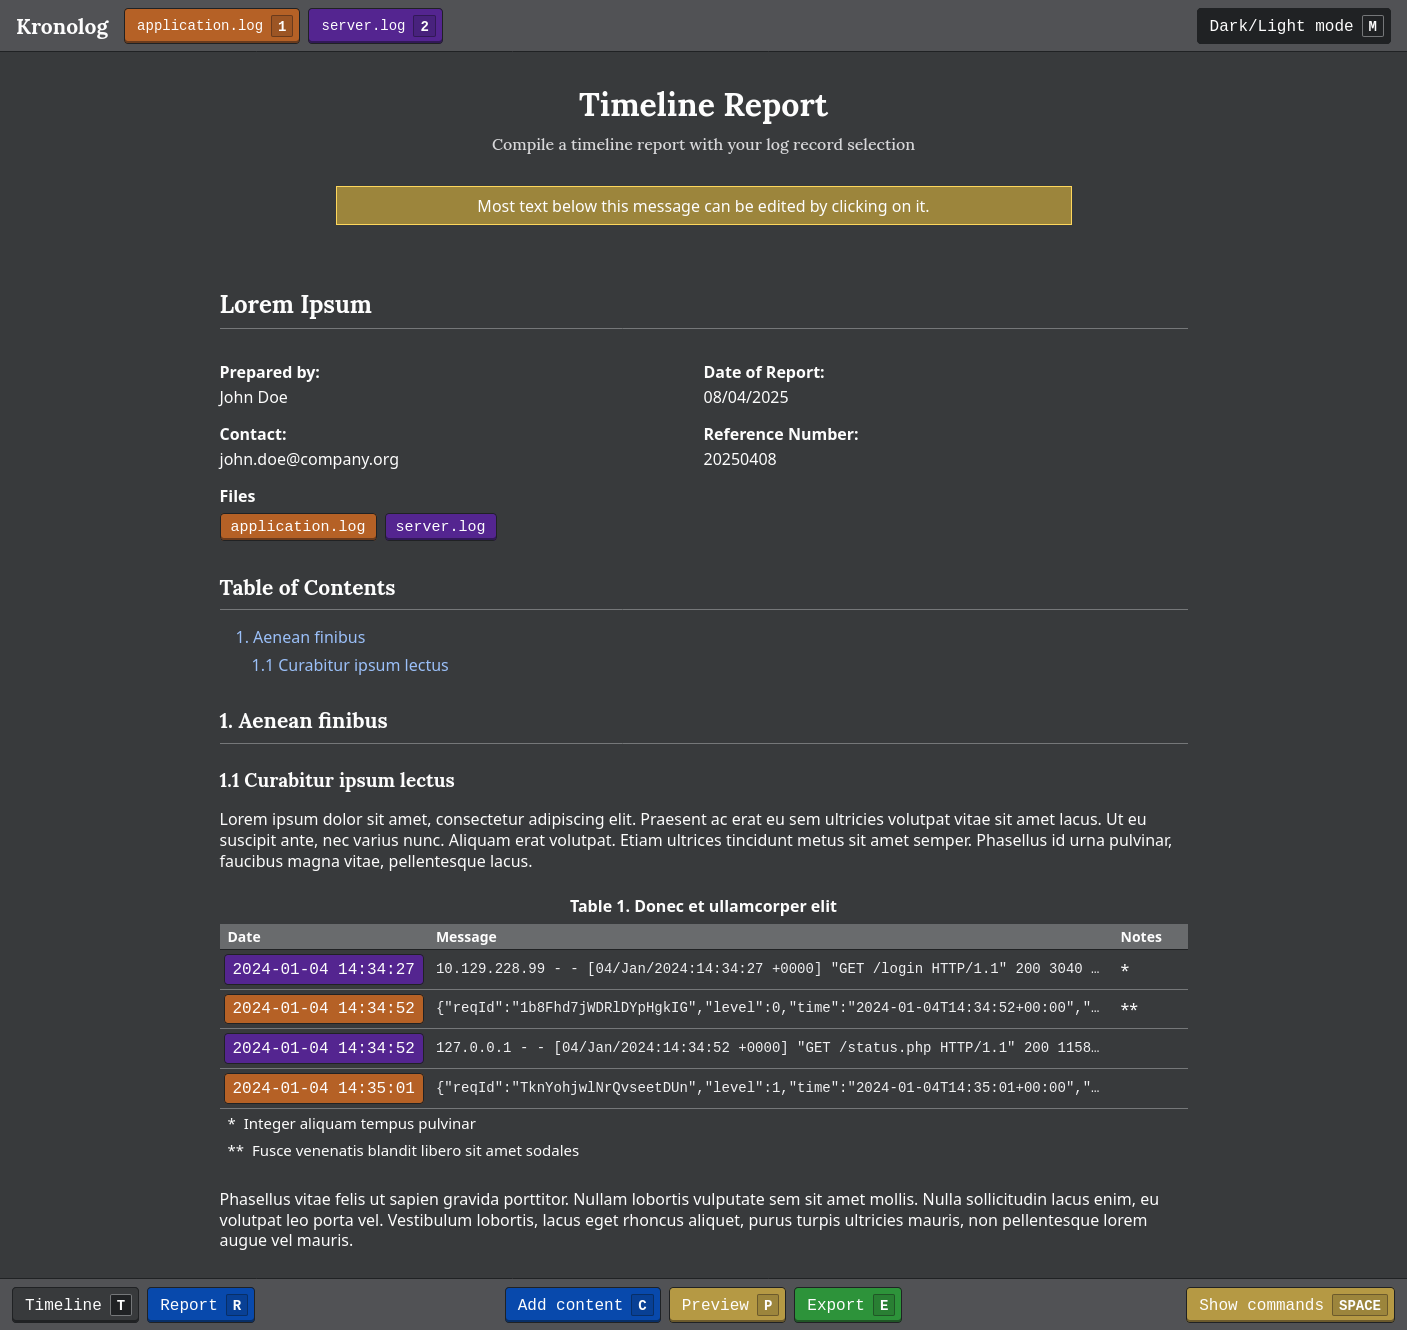 Kronolog application.log 1 server.log 2 Dark/Light mode M
Timeline Report
Compile a timeline report with your log record selection
Most text below this message can be edited by clicking on it.
Lorem Ipsum
Prepared by: Date of Report:
John Doe 08/04/2025
Contact: Reference Number:
john.doe@company.org 20250408
Files
application.log server.log
Table of Contents
1. Aenean finibus
1.1 Curabitur ipsum lectus
1. Aenean finibus
1.1 Curabitur ipsum lectus
Lorem ipsum dolor sit amet, consectetur adipiscing elit. Praesent ac erat eu sem ultricies volutpat vitae sit amet lacus. Ut eu
suscipit ante, nec varius nunc. Aliquam erat volutpat. Etiam ultrices tincidunt metus sit amet semper. Phasellus id urna pulvinar,
faucibus magna vitae, pellentesque lacus.
Table 1. Donec et ullamcorper elit
Date Message Notes
2024-01-04 14:34:27 10.129.228.99 - - [04/Jan/2024:14:34:27 +0000] "GET /login HTTP/1.1" 200 3040 … *
2024-01-04 14:34:52 {"reqId":"1b8Fhd7jWDRlDYpHgkIG","level":0,"time":"2024-01-04T14:34:52+00:00","… **
2024-01-04 14:34:52 127.0.0.1 - - [04/Jan/2024:14:34:52 +0000] "GET /status.php HTTP/1.1" 200 1158…
2024-01-04 14:35:01 {"reqId":"TknYohjwlNrQvseetDUn","level":1,"time":"2024-01-04T14:35:01+00:00","…
* Integer aliquam tempus pulvinar
** Fusce venenatis blandit libero sit amet sodales
Phasellus vitae felis ut sapien gravida porttitor. Nullam lobortis vulputate sem sit amet mollis. Nulla sollicitudin lacus enim, eu
volutpat leo porta vel. Vestibulum lobortis, lacus eget rhoncus aliquet, purus turpis ultricies mauris, non pellentesque lorem
augue vel mauris.
Timeline T Report R Add content C Preview P Export E Show commands SPACE